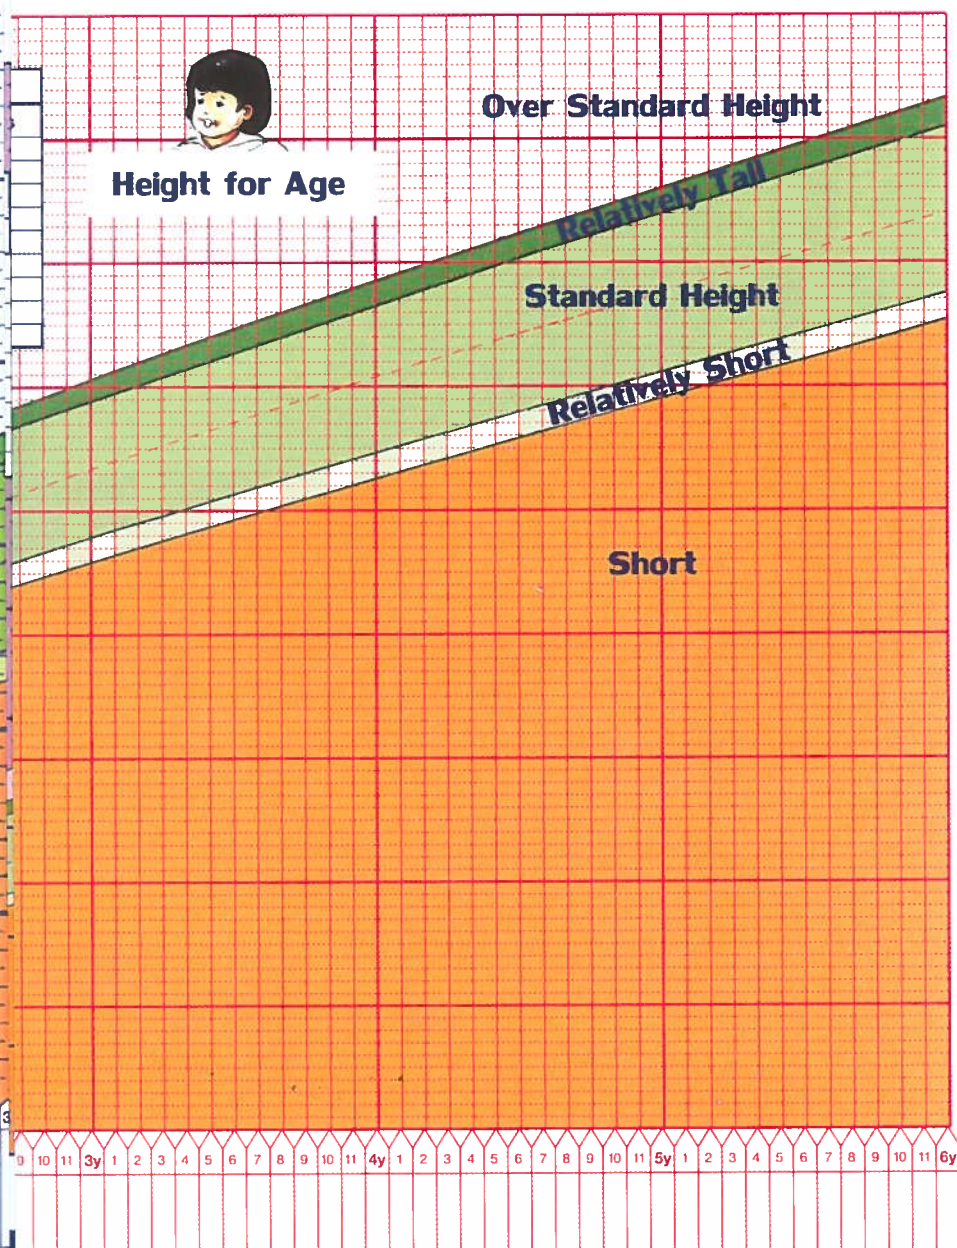 Over Standard Height
Height for Age
Relatively Tall
Standard Height
Relatively Short
Short
3
9 10 11 3y 1 2 3 4 5 6 7 8 9 10 11 4y 1 2 3 4 5 6 7 8 9 10 11 5y 1 2 3 4 5 6 7 8 9 10 11 6y